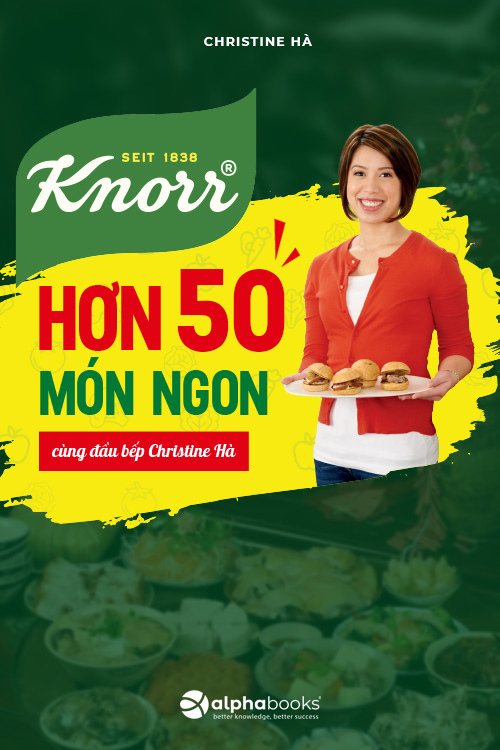 CHRISTINE HÀ
SEIT 1838
Knorr®
HƠN 50
MÓN NGON
cùng đầu bếp Christine Hà
alphabooks®
better knowledge, better success